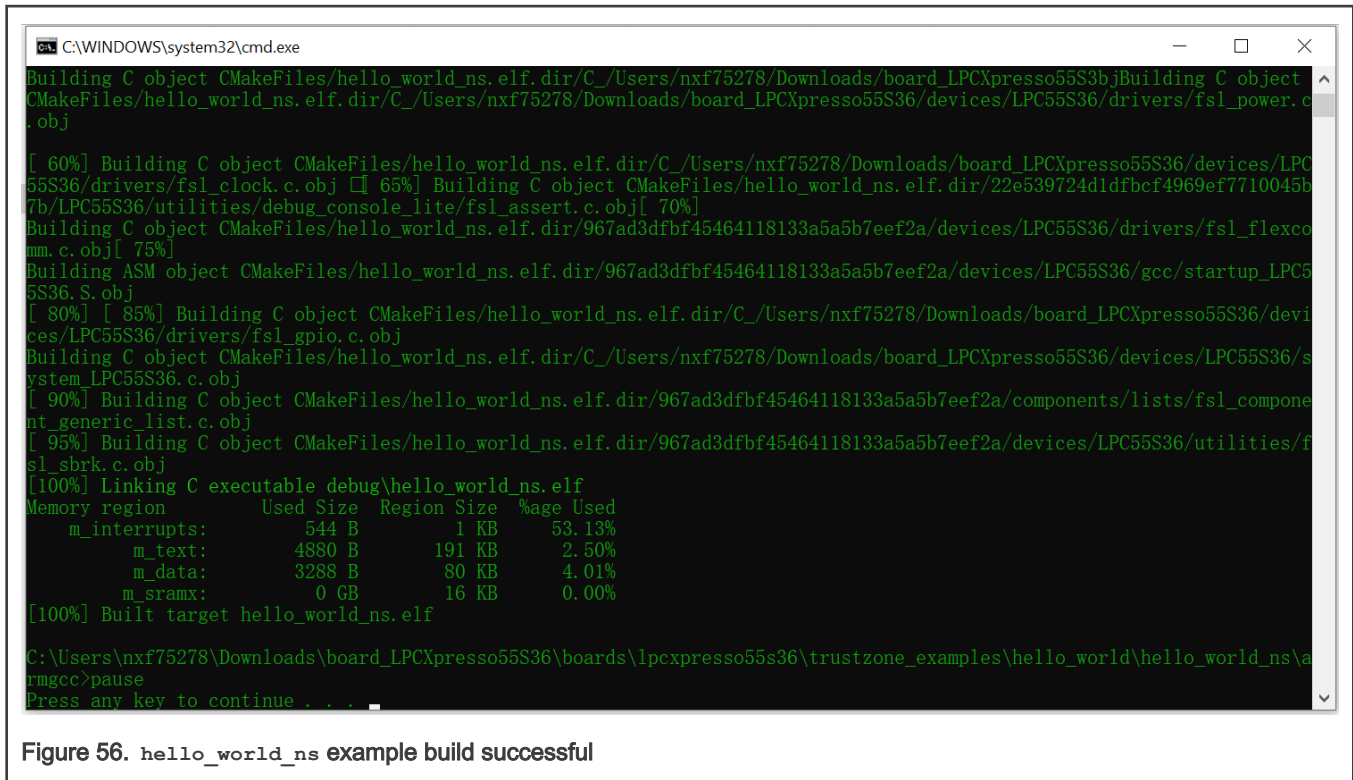 C:\WINDOWS\system32\cmd.exe
Building C object CMakeFiles/hello_world_ns.elf.dir/C_/Users/nxf75278/Downloads/board_LPCXpresso55S3bjBuilding C object
CMakeFiles/hello_world_ns.elf.dir/C_/Users/nxf75278/Downloads/board_LPCXpresso55S36/devices/LPC55S36/drivers/fsl_power.c
.obj
[ 60%] Building C object CMakeFiles/hello_world_ns.elf.dir/C_/Users/nxf75278/Downloads/board_LPCXpresso55S36/devices/LPC
55S36/drivers/fsl_clock.c.obj □[ 65%] Building C object CMakeFiles/hello_world_ns.elf.dir/22e539724d1dfbcf4969ef7710045b
7b/LPC55S36/utilities/debug_console_lite/fsl_assert.c.obj[ 70%]
Building C object CMakeFiles/hello_world_ns.elf.dir/967ad3dfbf45464118133a5a5b7eef2a/devices/LPC55S36/drivers/fsl_flexco
mm.c.obj[ 75%]
Building ASM object CMakeFiles/hello_world_ns.elf.dir/967ad3dfbf45464118133a5a5b7eef2a/devices/LPC55S36/gcc/startup_LPC5
5S36.S.obj
[ 80%] [ 85%] Building C object CMakeFiles/hello_world_ns.elf.dir/C_/Users/nxf75278/Downloads/board_LPCXpresso55S36/devi
ces/LPC55S36/drivers/fsl_gpio.c.obj
Building C object CMakeFiles/hello_world_ns.elf.dir/C_/Users/nxf75278/Downloads/board_LPCXpresso55S36/devices/LPC55S36/s
ystem_LPC55S36.c.obj
[ 90%] Building C object CMakeFiles/hello_world_ns.elf.dir/967ad3dfbf45464118133a5a5b7eef2a/components/lists/fsl_compone
nt_generic_list.c.obj
[ 95%] Building C object CMakeFiles/hello_world_ns.elf.dir/967ad3dfbf45464118133a5a5b7eef2a/devices/LPC55S36/utilities/f
sl_sbrk.c.obj
[100%] Linking C executable debug\hello_world_ns.elf
Memory region Used Size Region Size %age Used
m_interrupts: 544 B 1 KB 53.13%
m_text: 4880 B 191 KB 2.50%
m_data: 3288 B 80 KB 4.01%
m_sramx: 0 GB 16 KB 0.00%
[100%] Built target hello_world_ns.elf
C:\Users\nxf75278\Downloads\board_LPCXpresso55S36\boards\lpcxpresso55s36\trustzone_examples\hello_world\hello_world_ns\a
rmgcc>pause
Press any key to continue . . .
Figure 56. hello_world_ns example build successful